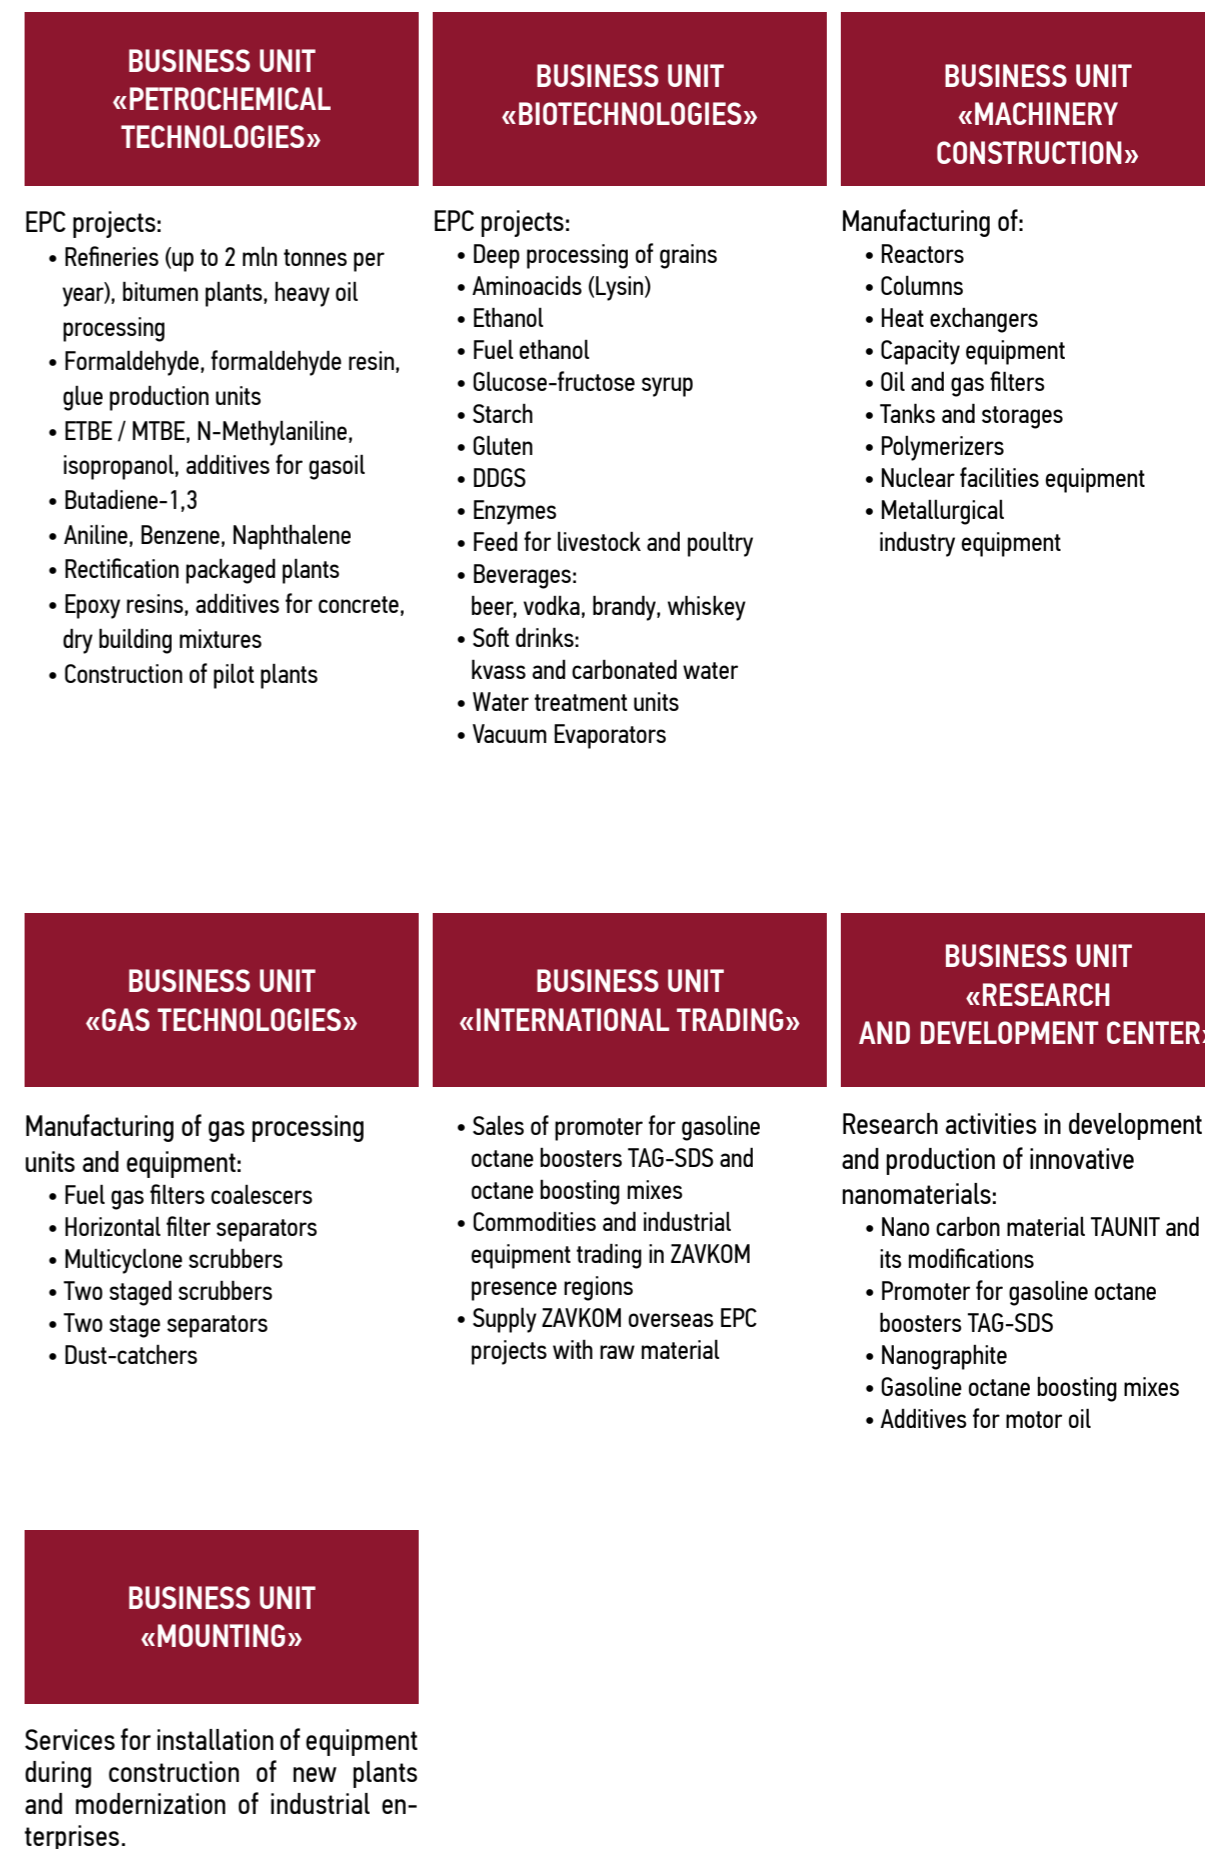 BUSINESS UNIT
«PETROCHEMICAL
TECHNOLOGIES»
EPC projects:
• Refineries (up to 2 mln tonnes per
year), bitumen plants, heavy oil
processing
• Formaldehyde, formaldehyde resin,
glue production units
• ETBE / MTBE, N-Methylaniline,
isopropanol, additives for gasoil
• Butadiene-1,3
• Aniline, Benzene, Naphthalene
• Rectification packaged plants
• Epoxy resins, additives for concrete,
dry building mixtures
• Construction of pilot plants
BUSINESS UNIT
«BIOTECHNOLOGIES»
EPC projects:
• Deep processing of grains
• Aminoacids (Lysin)
• Ethanol
• Fuel ethanol
• Glucose-fructose syrup
• Starch
• Gluten
• DDGS
• Enzymes
• Feed for livestock and poultry
• Beverages:
beer, vodka, brandy, whiskey
• Soft drinks:
kvass and carbonated water
• Water treatment units
• Vacuum Evaporators
BUSINESS UNIT
«MACHINERY
CONSTRUCTION»
Manufacturing of:
• Reactors
• Columns
• Heat exchangers
• Capacity equipment
• Oil and gas filters
• Tanks and storages
• Polymerizers
• Nuclear facilities equipment
• Metallurgical
industry equipment
BUSINESS UNIT
«GAS TECHNOLOGIES»
Manufacturing of gas processing
units and equipment:
• Fuel gas filters coalescers
• Horizontal filter separators
• Multicyclone scrubbers
• Two staged scrubbers
• Two stage separators
• Dust-catchers
BUSINESS UNIT
«INTERNATIONAL TRADING»
• Sales of promoter for gasoline
octane boosters TAG-SDS and
octane boosting mixes
• Commodities and industrial
equipment trading in ZAVKOM
presence regions
• Supply ZAVKOM overseas EPC
projects with raw material
BUSINESS UNIT
«RESEARCH
AND DEVELOPMENT CENTER»
Research activities in development
and production of innovative
nanomaterials:
• Nano carbon material TAUNIT and
its modifications
• Promoter for gasoline octane
boosters TAG-SDS
• Nanographite
• Gasoline octane boosting mixes
• Additives for motor oil
BUSINESS UNIT
«MOUNTING»
Services for installation of equipment
during construction of new plants
and modernization of industrial en-
terprises.